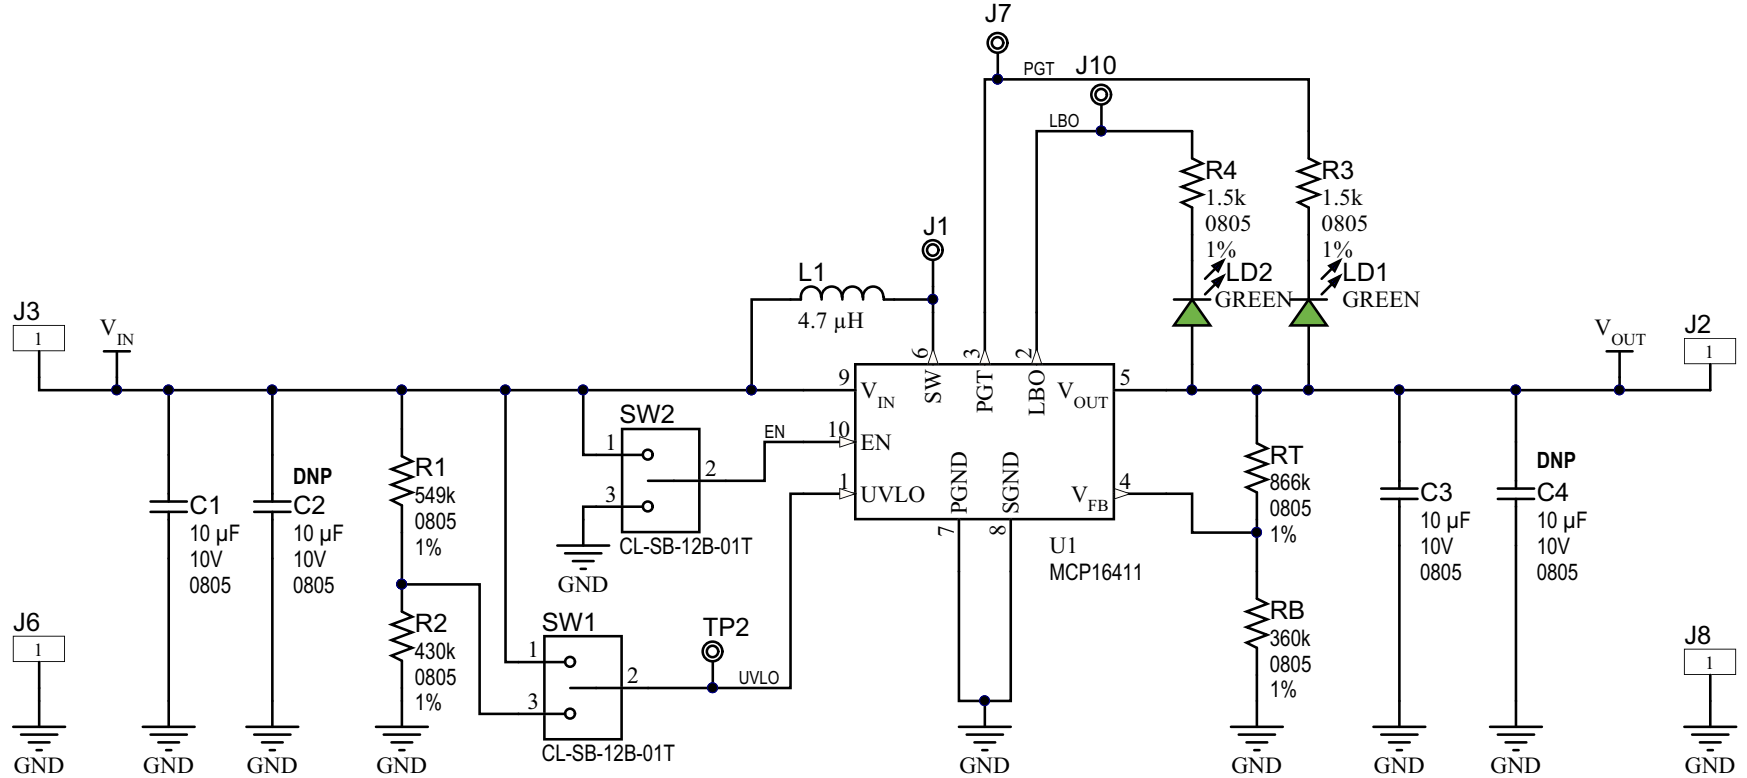 J7
PGT
J10
LBO
R4
1.5k
0805
1%
R3
1.5k
0805
1%
LD2
GREEN
LD1
GREEN
J1
L1
4.7 µH
J3
1
VIN
VOUT
J2
1
6
3
2
SW
PGT
LBO
9
VIN
VOUT
5
10
EN
EN
1
UVLO
PGND
SGND
VFB
4
7
8
U1
MCP16411
SW2
1
2
3
CL-SB-12B-01T
GND
C1
10 µF
10V
0805
DNP
C2
10 µF
10V
0805
R1
549k
0805
1%
R2
430k
0805
1%
SW1
1
2
3
CL-SB-12B-01T
TP2
UVLO
RT
866k
0805
1%
RB
360k
0805
1%
C3
10 µF
10V
0805
DNP
C4
10 µF
10V
0805
J6
1
J8
1
GND
GND
GND
GND
GND
GND
GND
GND
GND